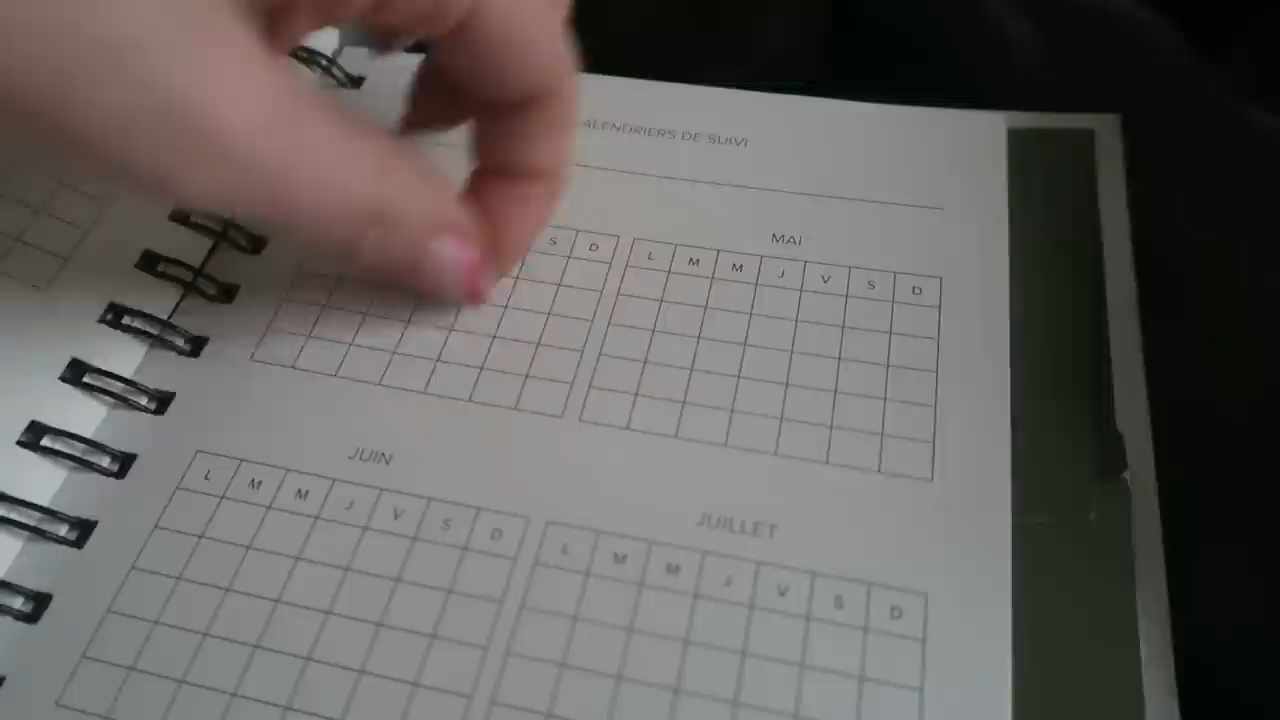 ALENDRIERS DE SUIVI
MAI
S D
L M M J V S D
JUIN
L M M J V S D
JUILLET
L M M J V S D